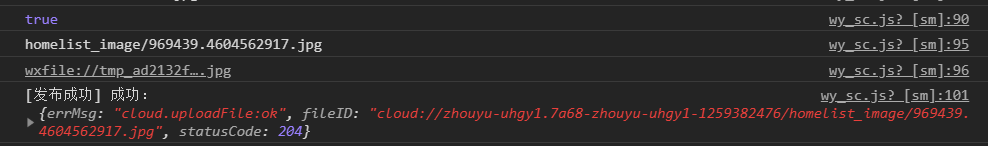 true wy_sc.js? [sm]:90
homelist_image/969439.4604562917.jpg wy_sc.js? [sm]:95
wxfile://tmp_ad2132f….jpg wy_sc.js? [sm]:96
[发布成功] 成功： wy_sc.js? [sm]:101
{errMsg: "cloud.uploadFile:ok", fileID: "cloud://zhouyu-uhgy1.7a68-zhouyu-uhgy1-1259382476/homelist_image/969439.
4604562917.jpg", statusCode: 204}